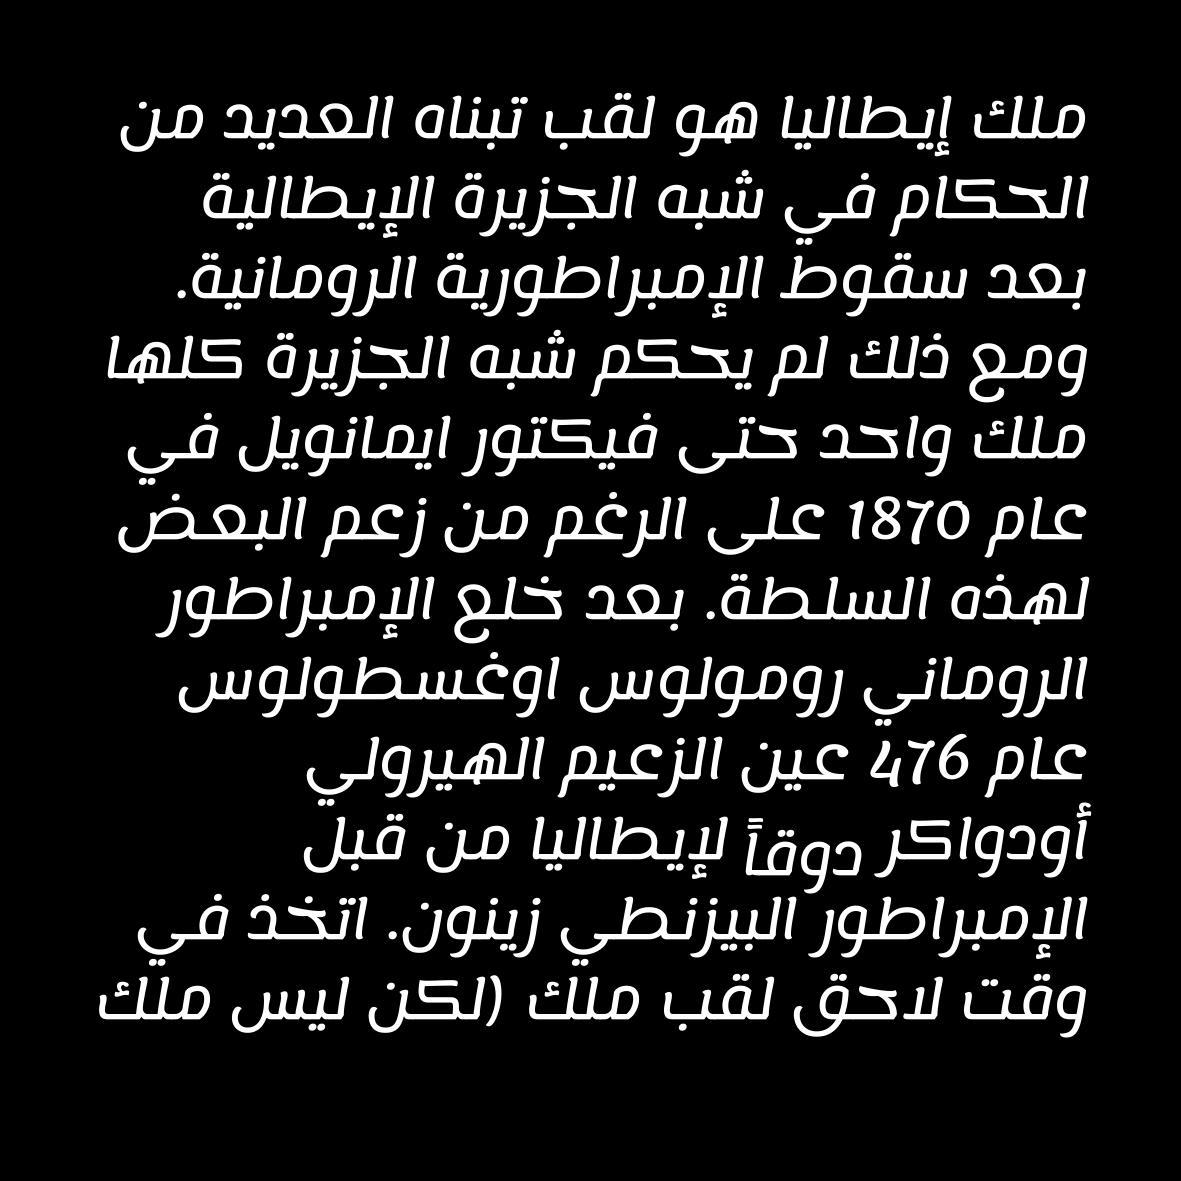 ملك إيطاليا هو لقب تبناه العديد من
الحكام في شبه الجزيرة الإيطالية
بعد سقوط الإمبراطورية الرومانية.
ومع ذلك لم يحكم شبه الجزيرة كلها
ملك واحد حتى فيكتور ايمانويل في
عام 1870 على الرغم من زعم البعض
لهذه السلطة. بعد خلع الإمبراطور
الروماني رومولوس اوغسطولوس
عام 476 عين الزعيم الهيرولي
أودواكر دوقاً لإيطاليا من قبل
الإمبراطور البيزنطي زينون. اتخذ في
وقت لاحق لقب ملك (لكن ليس ملك